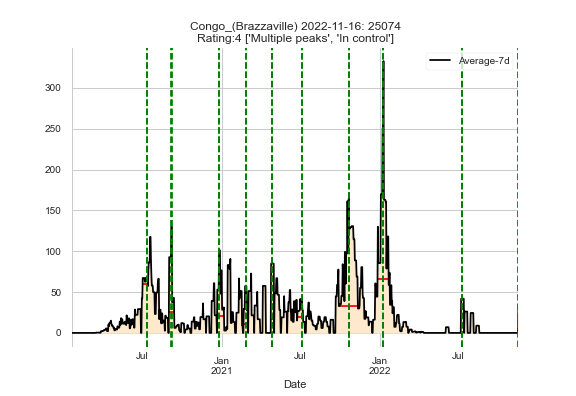 Congo_(Brazzaville) 2022-11-16: 25074
Rating:4 ['Multiple peaks', 'In control']
Average-7d
300
250
200
150
100
50
0
Jul
Jan
2021
Jul
Jan
2022
Jul
Date